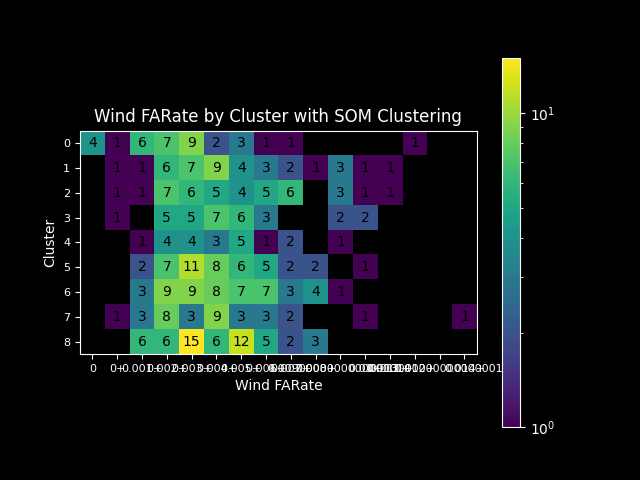 Wind FARate by Cluster with SOM Clustering
10¹
0 4 1 6 7 9 2 3 1 1 1
1 1 1 6 7 9 4 3 2 1 3 1 1
2 1 1 7 6 5 4 5 6 3 1 1
3 1 5 5 7 6 3 2 2
4 1 4 4 3 5 1 2 1
5 2 7 11 8 6 5 2 2 1
6 3 9 9 8 7 7 3 4 1
7 1 3 8 3 9 3 3 2 1 1
8 6 6 15 6 12 5 2 3
Cluster
0
Wind FARate
10⁰